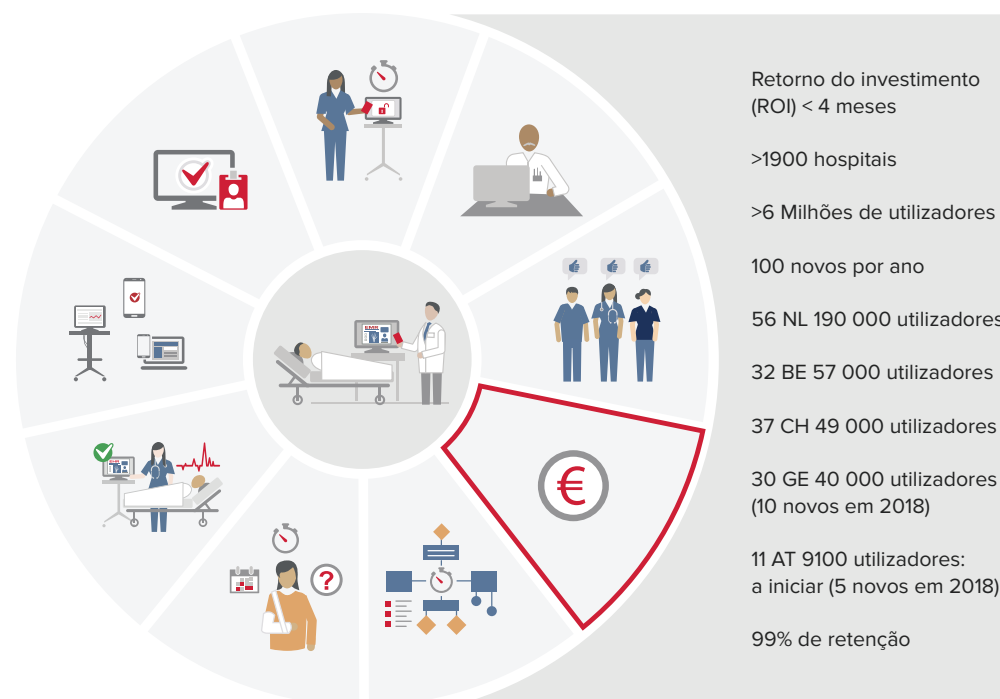 Retorno do investimento
(ROI) < 4 meses
>1900 hospitais
>6 Milhões de utilizadores
100 novos por ano
56 NL 190 000 utilizadores
32 BE 57 000 utilizadores
37 CH 49 000 utilizadores
30 GE 40 000 utilizadores
(10 novos em 2018)
11 AT 9100 utilizadores:
a iniciar (5 novos em 2018)
99% de retenção
EMR
€
?